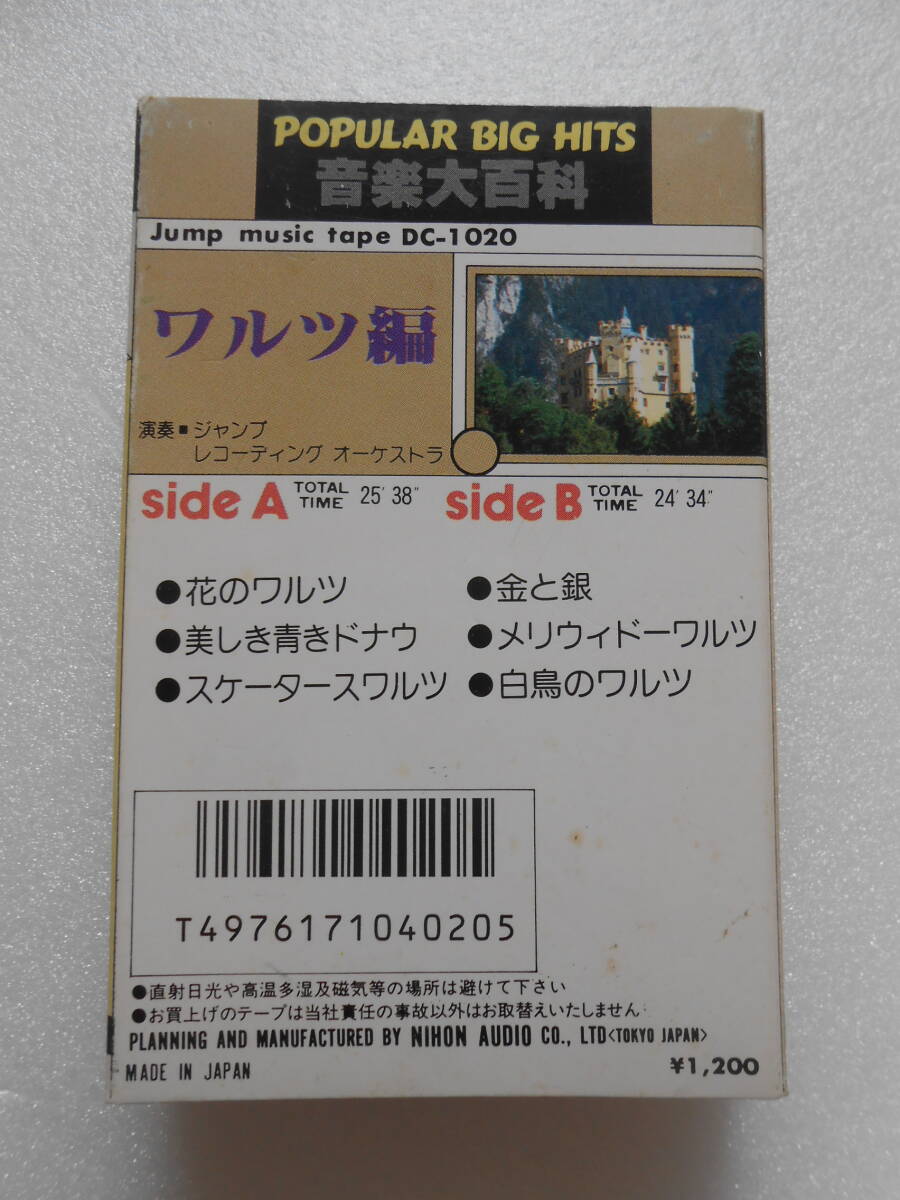 POPULAR BIG HITS
音楽大百科
Jump music tape DC-1020
ワルツ編
演奏■ジャンプ
レコーディング オーケストラ
side A TOTAL TIME 25' 38"
●花のワルツ
●美しき青きドナウ
●スケータースワルツ
side B TOTAL TIME 24' 34"
●金と銀
●メリウィドーワルツ
●白鳥のワルツ
T4976171040205
●直射日光や高温多湿及磁気等の場所は避けて下さい
●お買上げのテープは当社責任の事故以外はお取替えいたしません
PLANNING AND MANUFACTURED BY NIHON AUDIO CO., LTD<TOKYO JAPAN>
MADE IN JAPAN
¥1,200